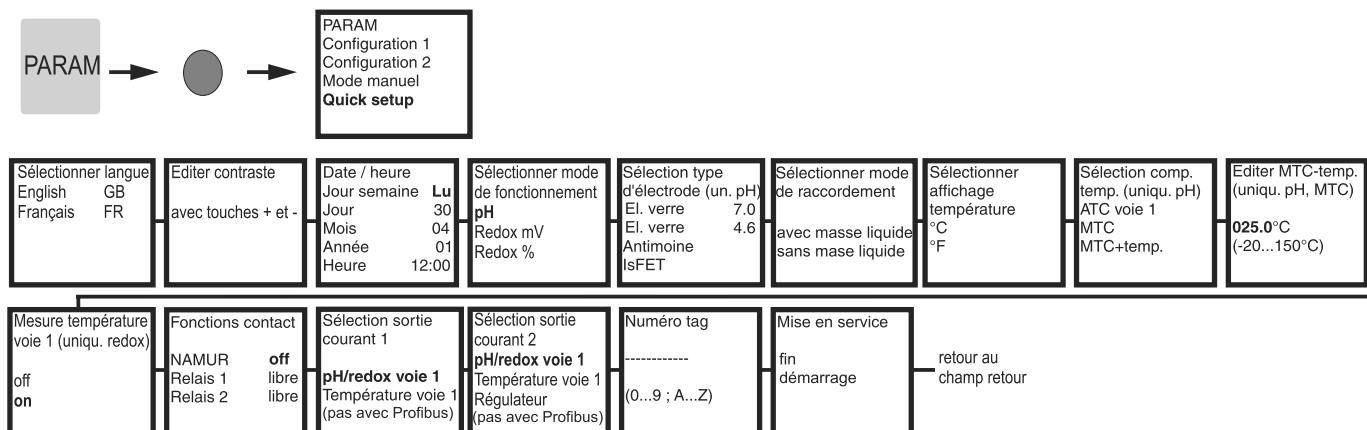 PARAM
PARAM
Configuration 1
Configuration 2
Mode manuel
Quick setup
Sélectionner langue
English GB
Français FR
Editer contraste
avec touches + et -
Date / heure
Jour semaine Lu
Jour 30
Mois 04
Année 01
Heure 12:00
Sélectionner mode
de fonctionnement
pH
Redox mV
Redox %
Sélection type
d'électrode (un. pH)
El. verre 7.0
El. verre 4.6
Antimoine
IsFET
Sélectionner mode
de raccordement
avec masse liquide
sans mase liquide
Sélectionner
affichage
température
°C
°F
Sélection comp.
temp. (uniqu. pH)
ATC voie 1
MTC
MTC+temp.
Editer MTC-temp.
(uniqu. pH, MTC)
025.0°C
(-20...150°C)
Mesure température
voie 1 (uniqu. redox)
off
on
Fonctions contact
NAMUR off
Relais 1 libre
Relais 2 libre
Sélection sortie
courant 1
pH/redox voie 1
Température voie 1
(pas avec Profibus)
Sélection sortie
courant 2
pH/redox voie 1
Température voie 1
Régulateur
(pas avec Profibus)
Numéro tag
------------
(0...9 ; A...Z)
Mise en service
fin
démarrage
retour au
champ retour